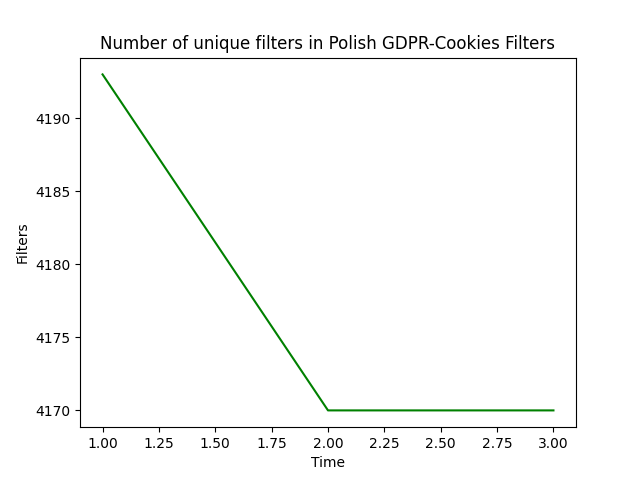 Number of unique filters in Polish GDPR-Cookies Filters
4190
4185
4180
4175
4170
Filters
1.00 1.25 1.50 1.75 2.00 2.25 2.50 2.75 3.00
Time